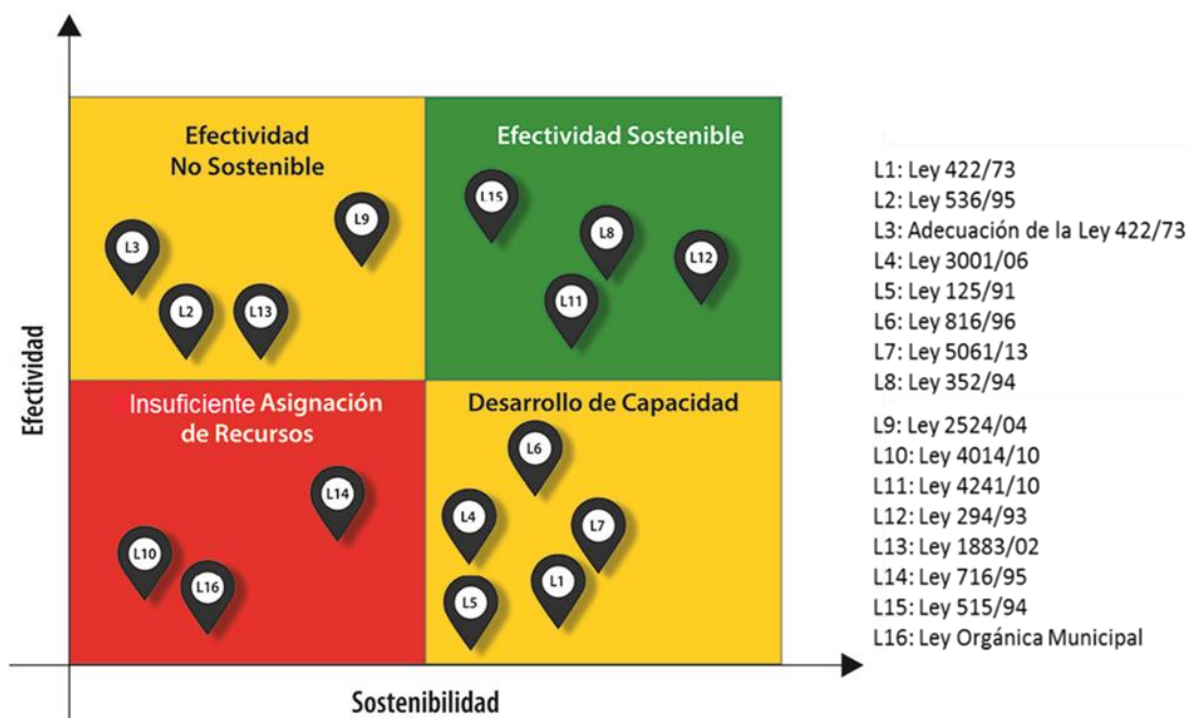 Efectividad
No Sostenible
Efectividad Sostenible
L15
L9
L8
L3
L12
L11
L2
L13
Insuficiente Asignación
de Recursos
Desarrollo de Capacidad
L6
L14
L4
L7
L10
L1
L16
L5
Efectividad
Sostenibilidad
L1: Ley 422/73
L2: Ley 536/95
L3: Adecuación de la Ley 422/73
L4: Ley 3001/06
L5: Ley 125/91
L6: Ley 816/96
L7: Ley 5061/13
L8: Ley 352/94
L9: Ley 2524/04
L10: Ley 4014/10
L11: Ley 4241/10
L12: Ley 294/93
L13: Ley 1883/02
L14: Ley 716/95
L15: Ley 515/94
L16: Ley Orgánica Municipal